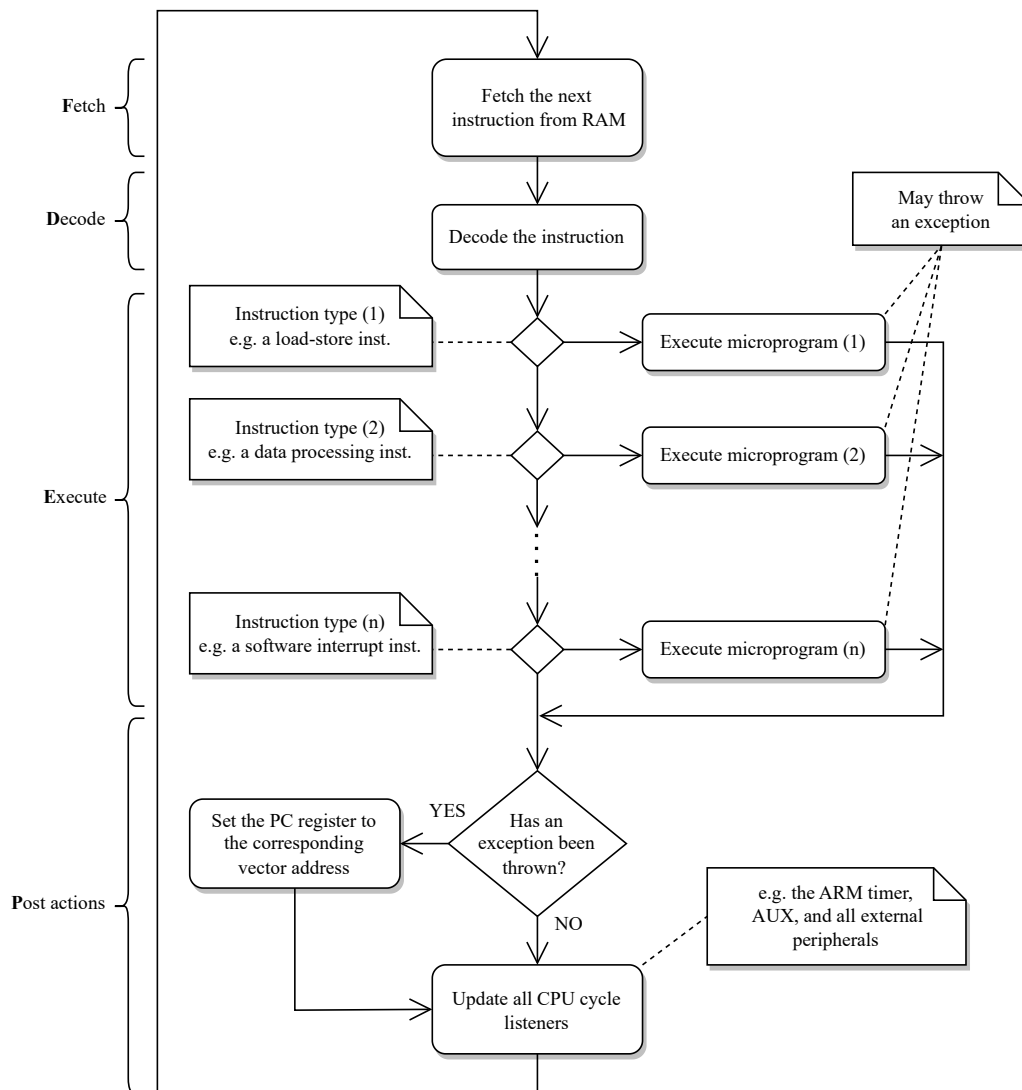 Fetch
Fetch the next
instruction from RAM
Decode
Decode the instruction
May throw
an exception
Execute
Instruction type (1)
e.g. a load-store inst.
Execute microprogram (1)
Instruction type (2)
e.g. a data processing inst.
Execute microprogram (2)
Instruction type (n)
e.g. a software interrupt inst.
Execute microprogram (n)
Post actions
Set the PC register to
the corresponding
vector address
YES
Has an
exception been
thrown?
NO
e.g. the ARM timer,
AUX, and all external
peripherals
Update all CPU cycle
listeners